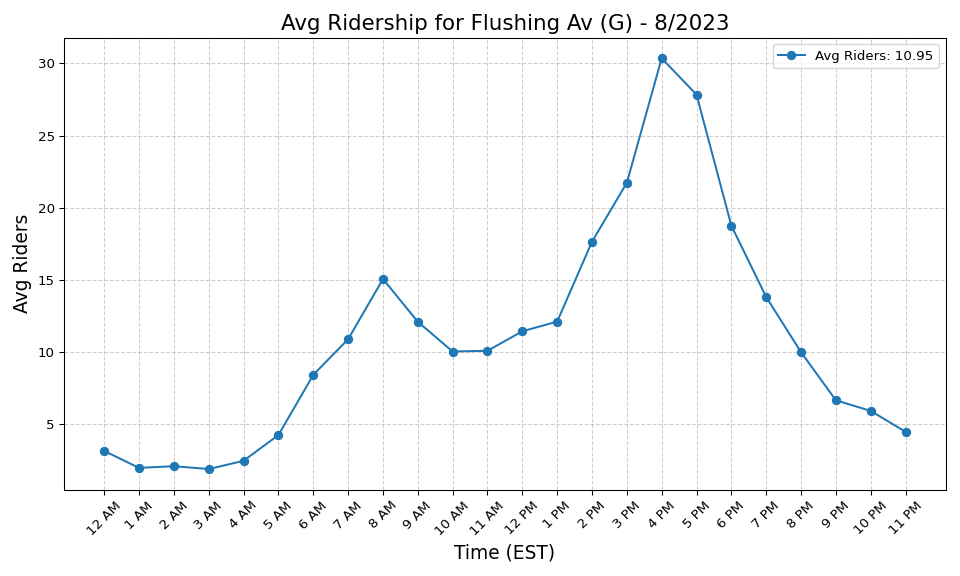 Avg Ridership for Flushing Av (G) - 8/2023
Avg Riders: 10.95
Avg Riders
30
25
20
15
10
5
12 AM
1 AM
2 AM
3 AM
4 AM
5 AM
6 AM
7 AM
8 AM
9 AM
10 AM
11 AM
12 PM
1 PM
2 PM
3 PM
4 PM
5 PM
6 PM
7 PM
8 PM
9 PM
10 PM
11 PM
Time (EST)